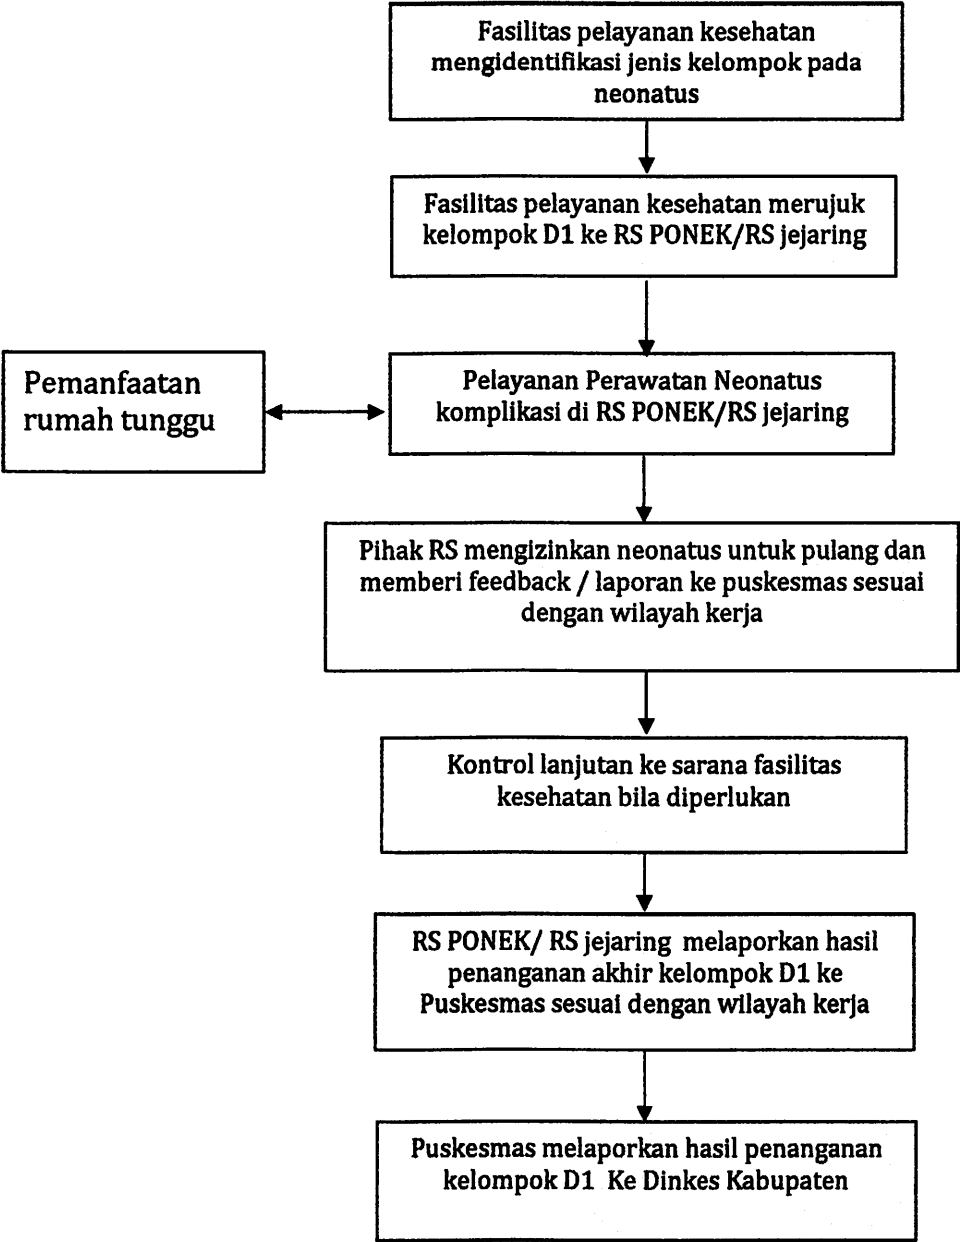 Fasilitas pelayanan kesehatan
mengidentifikasi jenis kelompok pada
neonatus
Fasilitas pelayanan kesehatan merujuk
kelompok D1 ke RS PONEK/RS jejaring
Pemanfaatan
rumah tunggu
Pelayanan Perawatan Neonatus
komplikasi di RS PONEK/RS jejaring
Pihak RS mengizinkan neonatus untuk pulang dan
memberi feedback / laporan ke puskesmas sesuai
dengan wilayah kerja
Kontrol lanjutan ke sarana fasilitas
kesehatan bila diperlukan
RS PONEK/ RS jejaring melaporkan hasil
penanganan akhir kelompok D1 ke
Puskesmas sesuai dengan wilayah kerja
Puskesmas melaporkan hasil penanganan
kelompok D1 Ke Dinkes Kabupaten